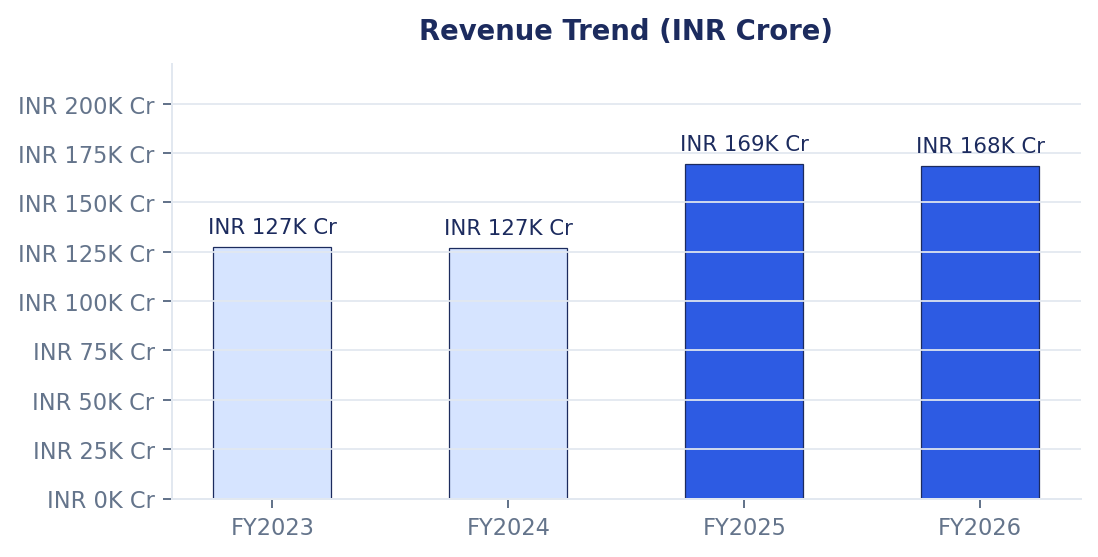 Revenue Trend (INR Crore)
INR 200K Cr
INR 175K Cr
INR 150K Cr
INR 125K Cr
INR 100K Cr
INR 75K Cr
INR 50K Cr
INR 25K Cr
INR 0K Cr
INR 127K Cr
INR 127K Cr
INR 169K Cr
INR 168K Cr
FY2023
FY2024
FY2025
FY2026